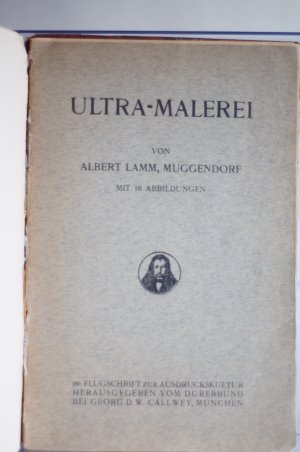 ULTRA-MALEREI
VON
ALBERT LAMM, MUGGENDORF
MIT 10 ABBILDUNGEN
FLUGSCHRIFT ZUR AUSDRUCKSKULTUR
HERAUSGEGEBEN VOM DÜRERBUND
BEI GEORG D. W. CALLWEY, MÜNCHEN